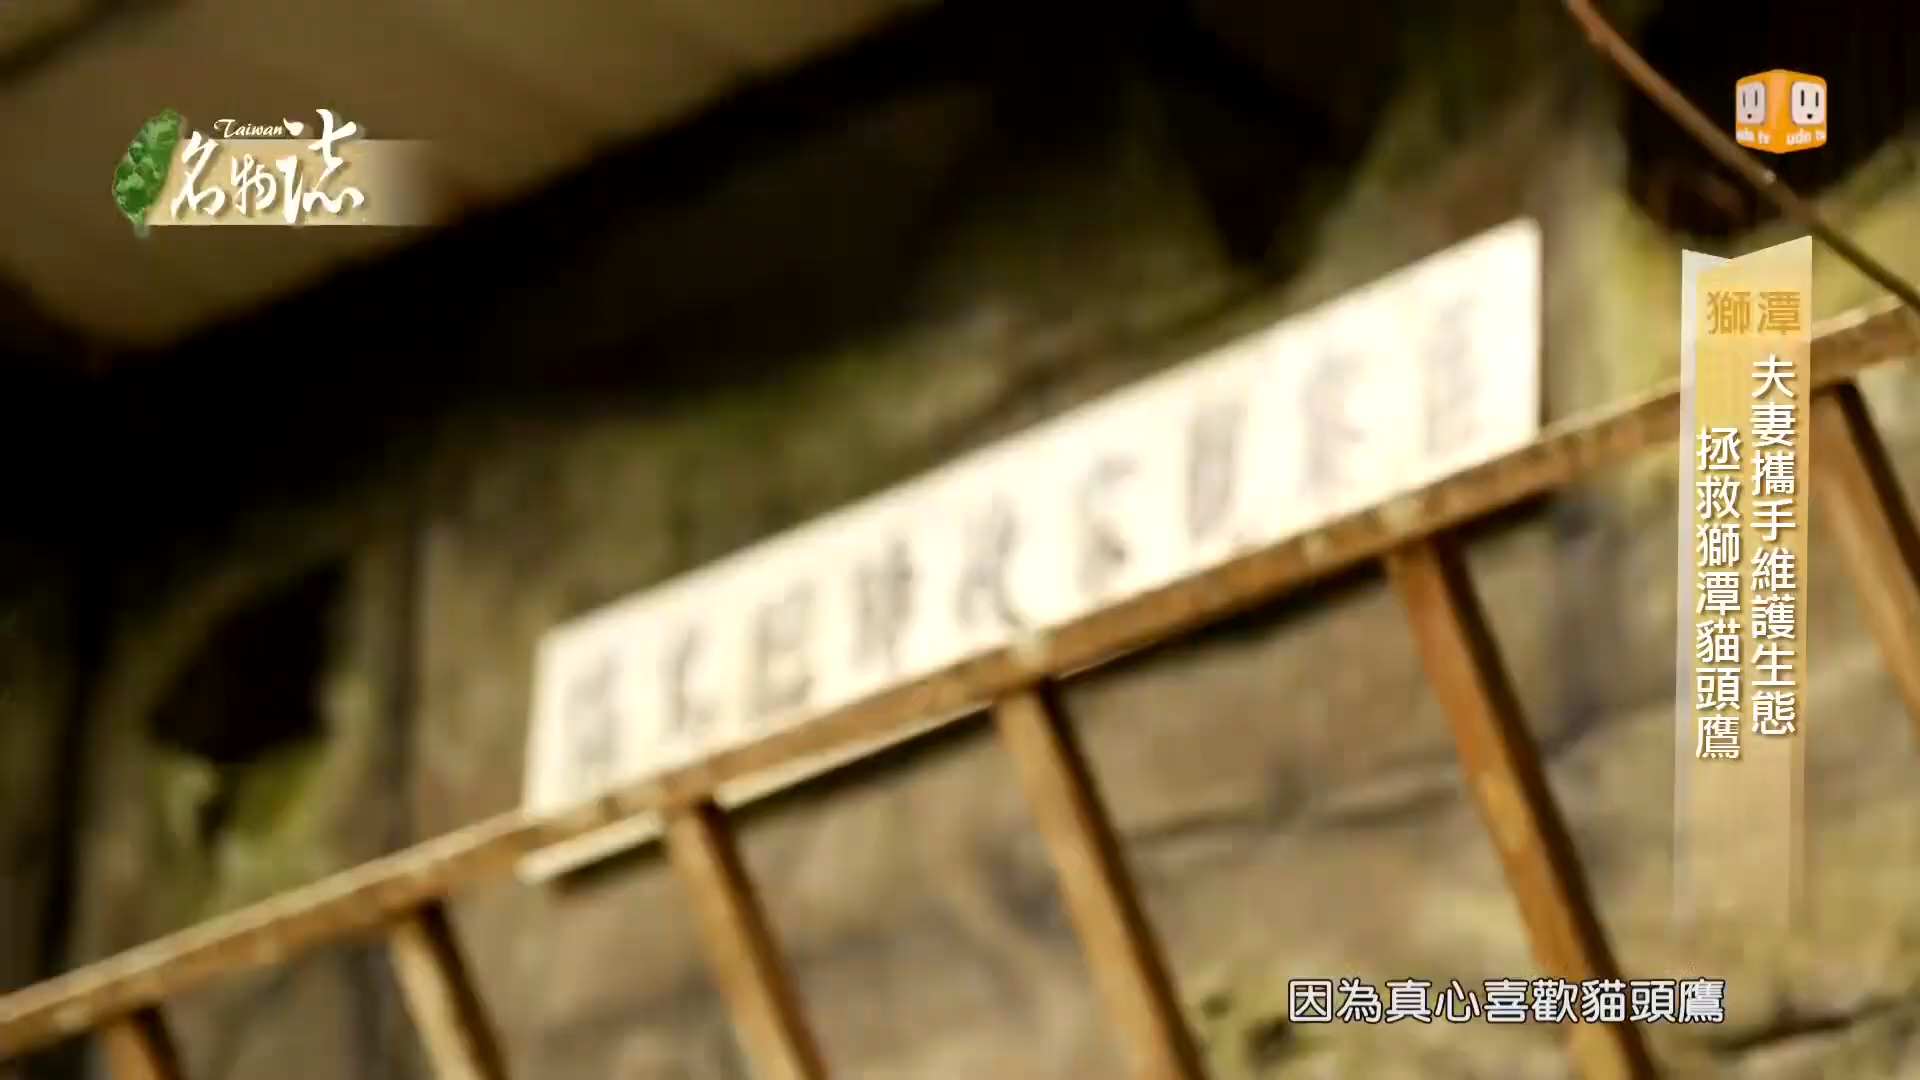 Taiwan
名物誌
udn tv
udn tv
獅潭
夫妻攜手維護生態
拯救獅潭貓頭鷹
因為真心喜歡貓頭鷹